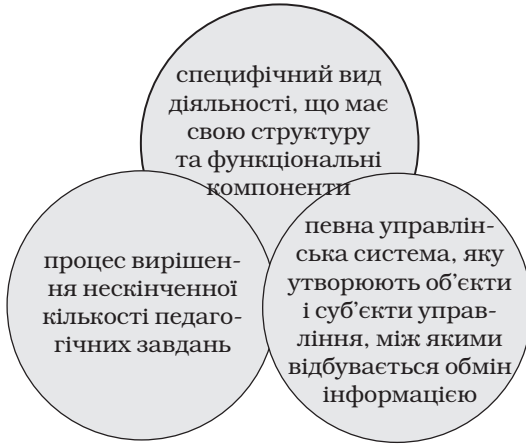 специфічний вид
діяльності, що має
свою структуру
та функціональні
компоненти
процес вирішен-
ня нескінченної
кількості педаго-
гічних завдань
певна управлін-
ська система, яку
утворюють об’єкти
і суб’єкти управ-
ління, між якими
відбувається обмін
інформацією